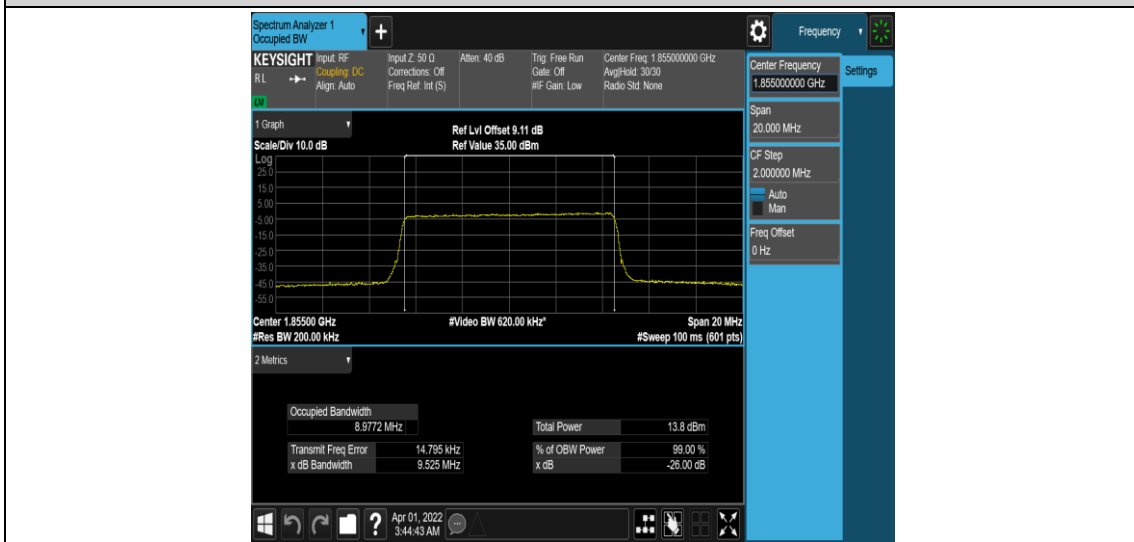 Spectrum Analyzer 1
Occupied BW
Frequency
KEYSIGHT
RL
Input: RF
Coupling: DC
Align: Auto
Input Z: 50 Ω
Corrections: Off
Freq Ref: Int (S)
Atten: 40 dB
Trig: Free Run
Gate: Off
#IF Gain: Low
Center Freq: 1.855000000 GHz
Avg|Hold: 30/30
Radio Std: None
1 Graph
Scale/Div 10.0 dB
Ref Lvl Offset 9.11 dB
Ref Value 35.00 dBm
Log
25.0
15.0
5.00
-5.00
-15.0
-25.0
-35.0
-45.0
-55.0
Center 1.85500 GHz
#Video BW 620.00 kHz*
Span 20 MHz
#Res BW 200.00 kHz
#Sweep 100 ms (601 pts)
2 Metrics
Occupied Bandwidth
8.9772 MHz
Total Power 13.8 dBm
Transmit Freq Error 14.795 kHz
% of OBW Power 99.00 %
x dB Bandwidth 9.525 MHz
x dB -26.00 dB
Center Frequency
1.855000000 GHz
Settings
Span
20.000 MHz
CF Step
2.000000 MHz
Auto
Man
Freq Offset
0 Hz
Apr 01, 2022
3:44:43 AM